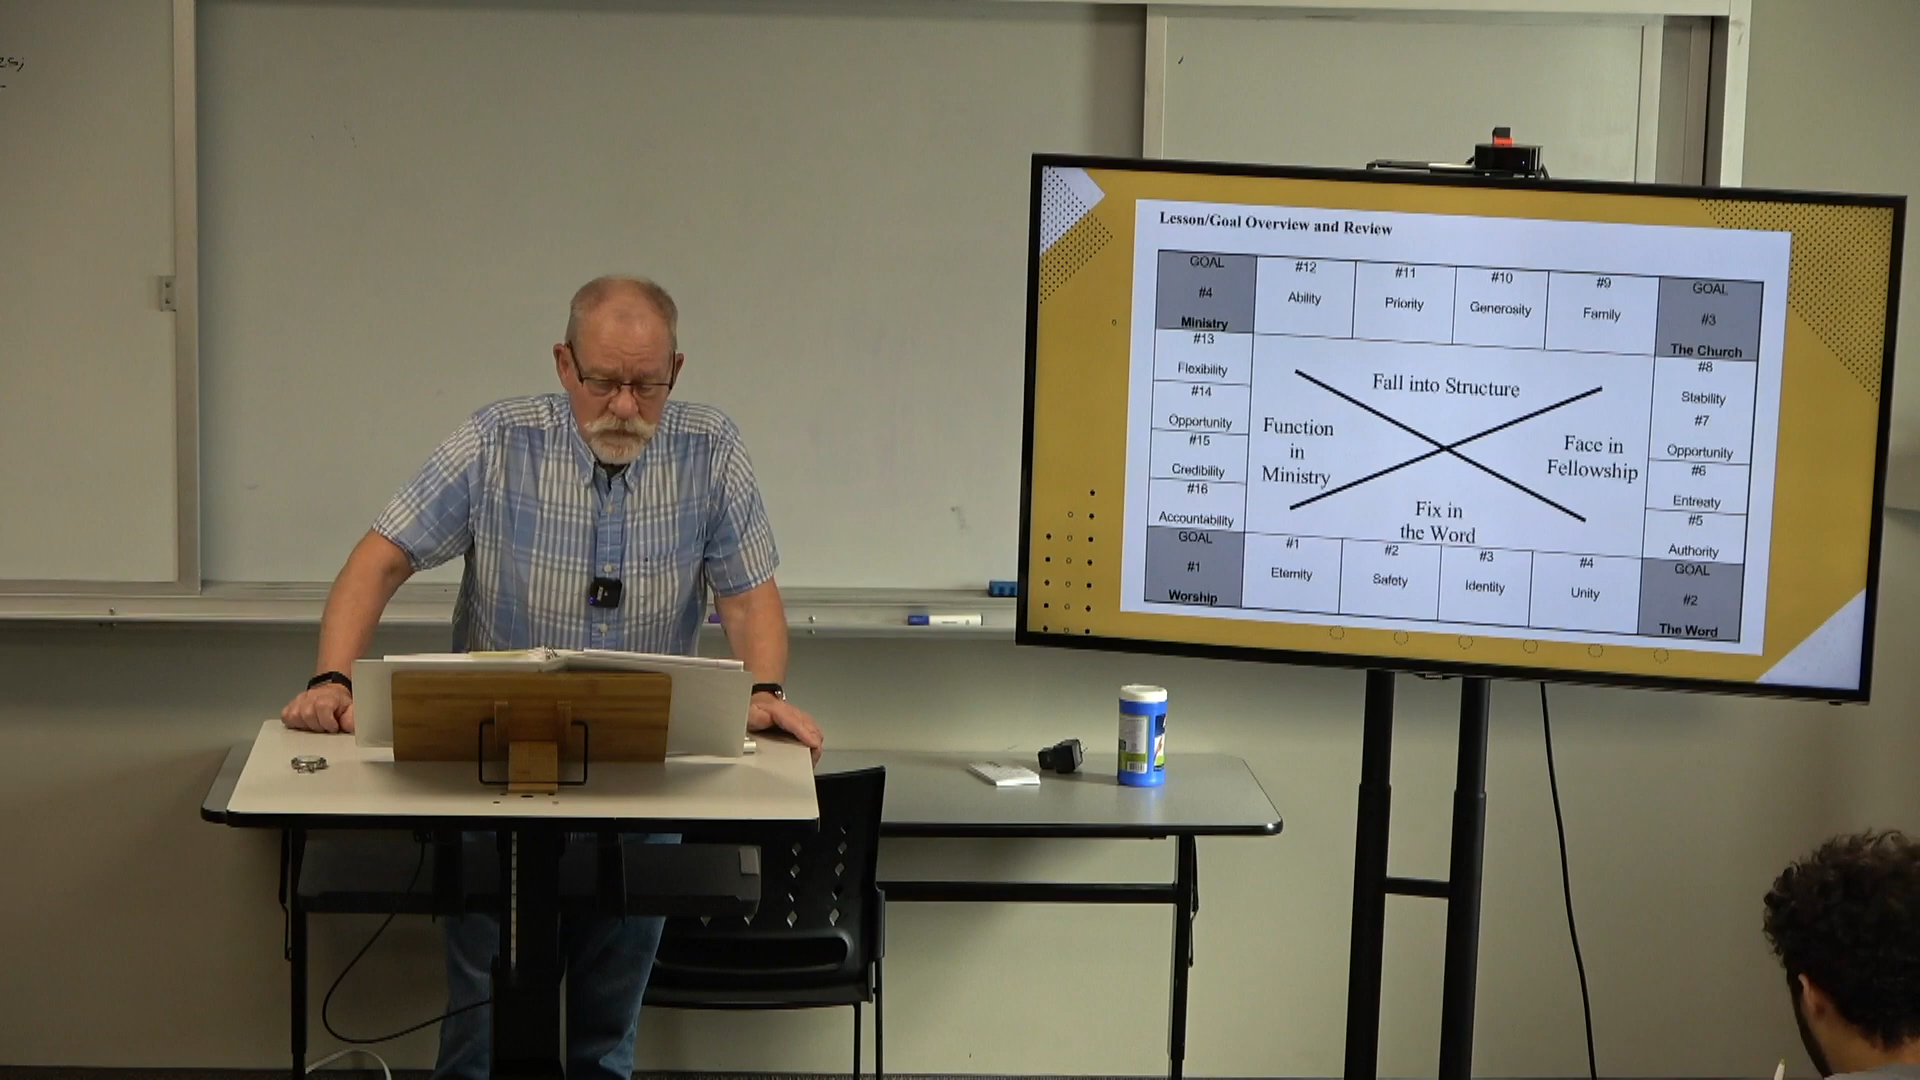 Lesson/Goal Overview and Review
GOAL
#4
Ministry
#12
Ability
#11
Priority
#10
Generosity
#9
Family
GOAL
#3
The Church
#13
Flexibility
#14
Opportunity
#15
Credibility
#16
Accountability
Fall into Structure
Function
in
Ministry
Face in
Fellowship
Fix in
the Word
#8
Stability
#7
Opportunity
#6
Entreaty
#5
Authority
GOAL
#1
Worship
#1
Eternity
#2
Safety
#3
Identity
#4
Unity
GOAL
#2
The Word